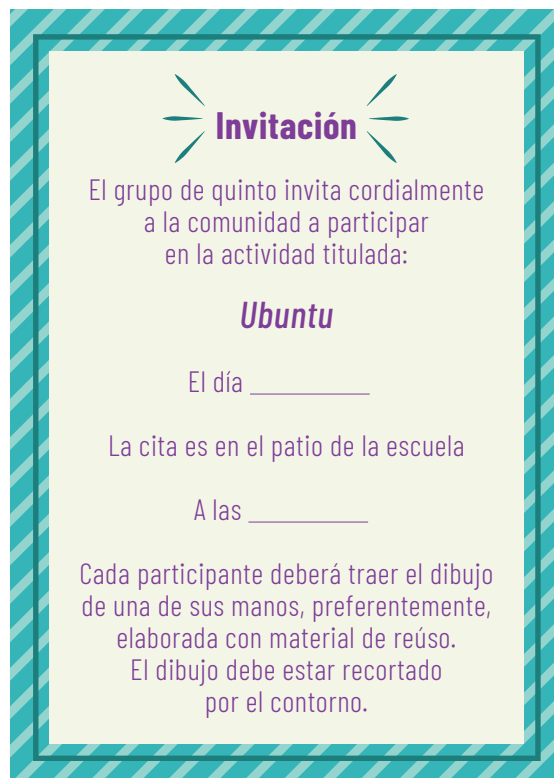 Invitación
El grupo de quinto invita cordialmente
a la comunidad a participar
en la actividad titulada:
Ubuntu
El día __________
La cita es en el patio de la escuela
A las __________
Cada participante deberá traer el dibujo
de una de sus manos, preferentemente,
elaborada con material de reúso.
El dibujo debe estar recortado
por el contorno.